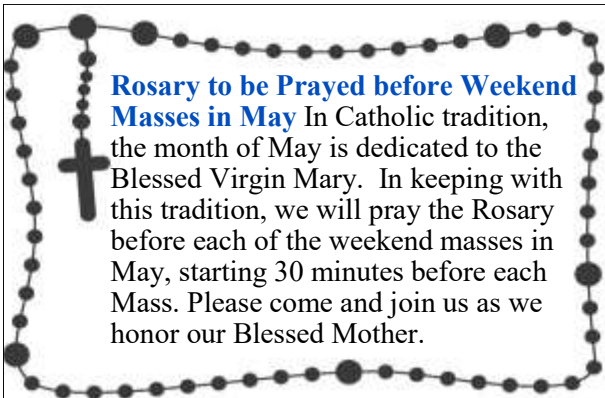 Rosary to be Prayed before Weekend
Masses in May In Catholic tradition,
the month of May is dedicated to the
Blessed Virgin Mary.  In keeping with
this tradition, we will pray the Rosary
before each of the weekend masses in
May, starting 30 minutes before each
Mass. Please come and join us as we
honor our Blessed Mother.